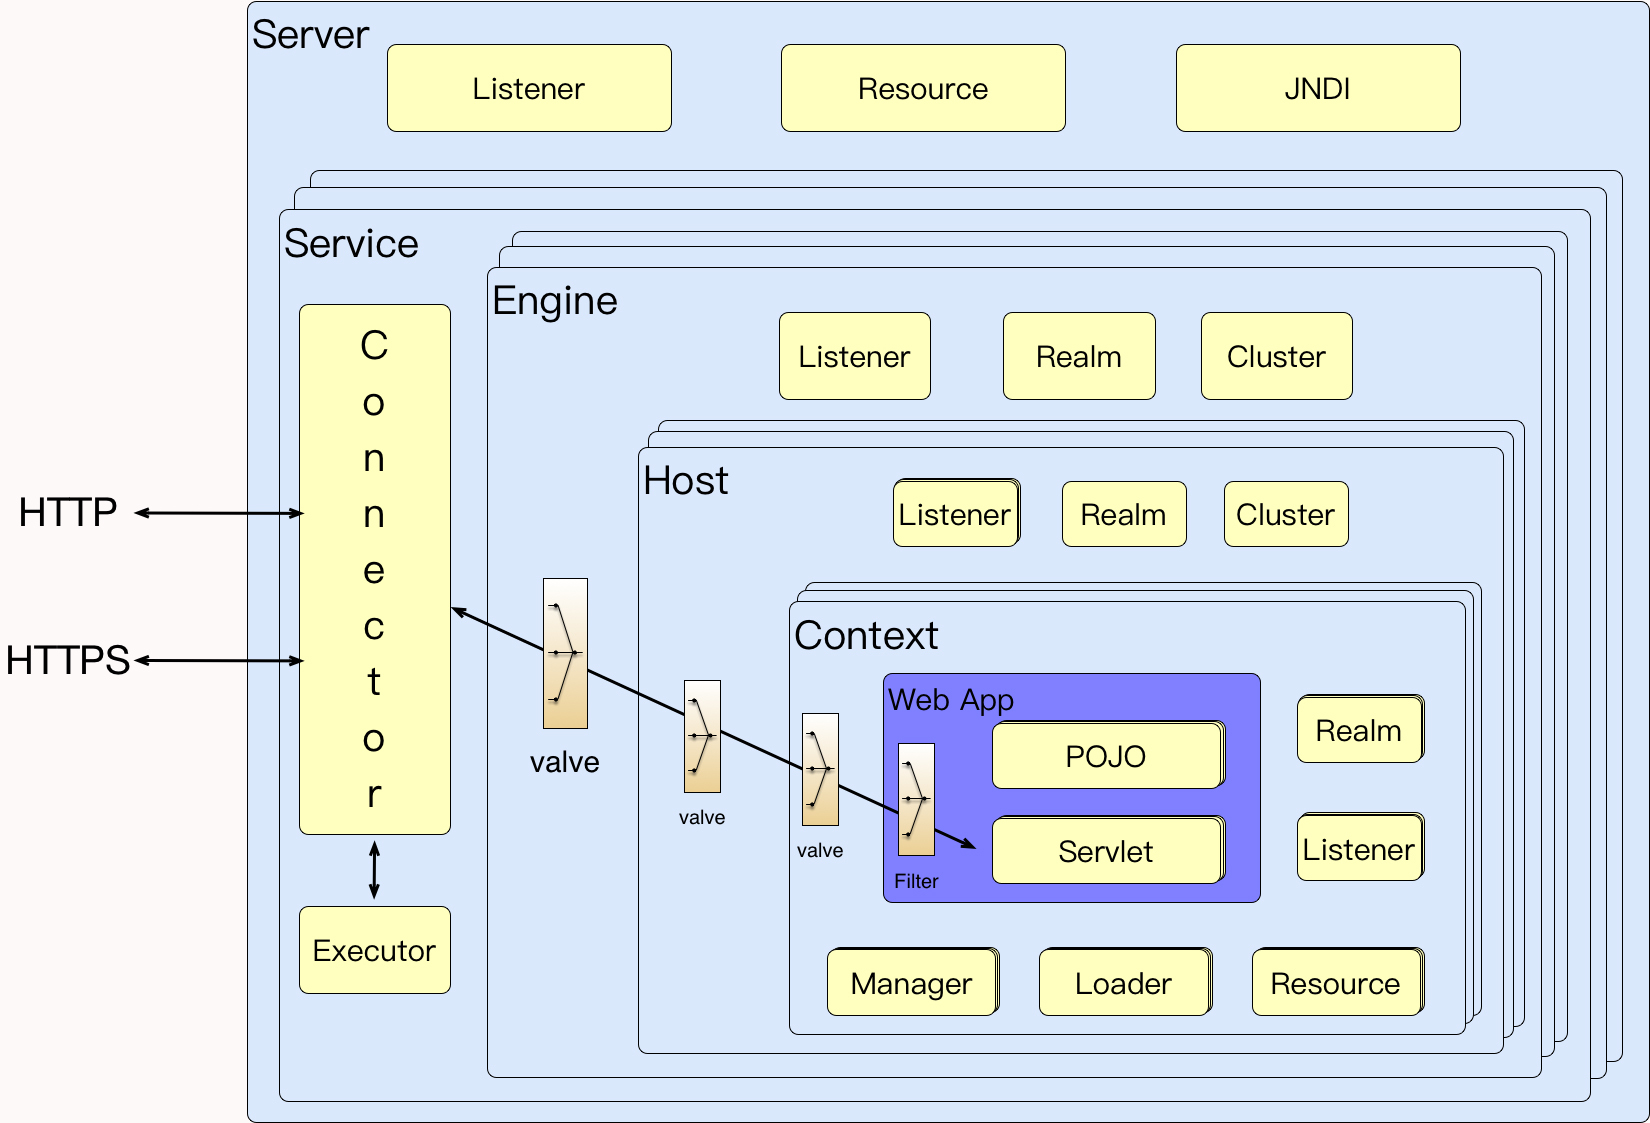 Server
Listener
Resource
JNDI
Service
Engine
Connector
Listener
Realm
Cluster
Host
Listener
Realm
Cluster
HTTP
HTTPS
Context
Web App
POJO
Realm
valve
valve
valve
Servlet
Listener
Filter
Executor
Manager
Loader
Resource